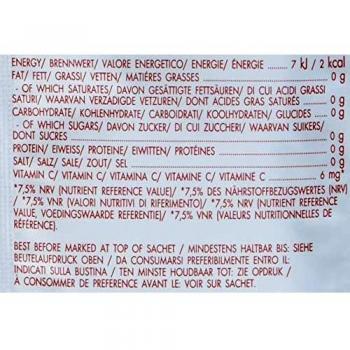 ENERGY/ BRENNWERT/ VALORE ENERGETICO/ ENERGIE/ ÉNERGIE 7 kJ / 2 kcal
FAT/ FETT/ GRASSI/ VETTEN/ MATIÈRES GRASSES 0 g
- OF WHICH SATURATES/ DAVON GESÄTTIGTE FETTSÄUREN/ DI CUI ACIDI GRASSI
SATURI/ WAARVAN VERZADIGDE VETZUREN/ DONT ACIDES GRAS SATURÉS 0 g
CARBOHYDRATE/ KOHLENHYDRATE/ CARBOIDRATI/ KOOLHYDRATEN/ GLUCIDES 0 g
- OF WHICH SUGARS/ DAVON ZUCKER/ DI CUI ZUCCHERI/ WAARVAN SUIKERS/
DONT SUCRES 0 g
PROTEIN/ EIWEISS/ PROTEINE/ EIWITTEN/ PROTÉINES 0 g
SALT/ SALZ/ SALE/ ZOUT/ SEL 0 g
VITAMIN C/ VITAMIN C/ VITAMINA C/ VITAMINE C/ VITAMINE C 6 mg*
*7,5% NRV (NUTRIENT REFERENCE VALUE)/ *7,5% DES NÄHRSTOFFBEZUGSWERTES (NRV)
/ *7,5% VNR (VALORI NUTRITIVI DI RIFERIMENTO)/ *7,5% NRV (NUTRIENT REFERENCE
VALUE, VOEDINGSWAARDE REFERENTIE)/ *7,5% VNR (VALEURS NUTRITIONNELLES DE
RÉFÉRENCE).
BEST BEFORE MARKED AT TOP OF SACHET / MINDESTENS HALTBAR BIS: SIEHE
BEUTELAUFDRUCK OBEN / DA CONSUMARSI PREFERIBILMENTE ENTRO IL:
INDICATI SULLA BUSTINA / TEN MINSTE HOUDBAAR TOT: ZIE OPDRUK /
À CONSOMMER DE PREFERENCE AVANT LE: VOIR SUR SACHET.